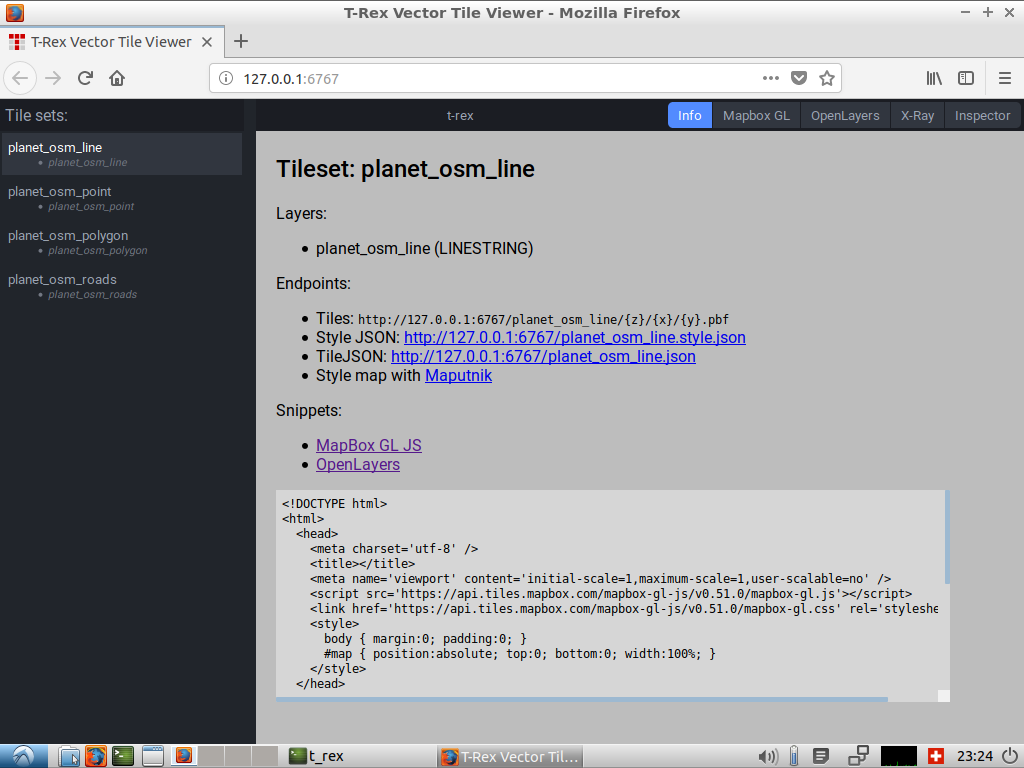 T-Rex Vector Tile Viewer - Mozilla Firefox
T-Rex Vector Tile Viewer
127.0.0.1:6767
Tile sets:
t-rex
Info
Mapbox GL
OpenLayers
X-Ray
Inspector
planet_osm_line
planet_osm_line
planet_osm_point
planet_osm_point
planet_osm_polygon
planet_osm_polygon
planet_osm_roads
planet_osm_roads
Tileset: planet_osm_line
Layers:
• planet_osm_line (LINESTRING)
Endpoints:
• Tiles: http://127.0.0.1:6767/planet_osm_line/{z}/{x}/{y}.pbf
• Style JSON: http://127.0.0.1:6767/planet_osm_line.style.json
• TileJSON: http://127.0.0.1:6767/planet_osm_line.json
• Style map with Maputnik
Snippets:
• MapBox GL JS
• OpenLayers
<!DOCTYPE html>
<html>
<head>
<meta charset='utf-8' />
<title></title>
<meta name='viewport' content='initial-scale=1,maximum-scale=1,user-scalable=no' />
<script src='https://api.tiles.mapbox.com/mapbox-gl-js/v0.51.0/mapbox-gl.js'></script>
<link href='https://api.tiles.mapbox.com/mapbox-gl-js/v0.51.0/mapbox-gl.css' rel='styleshe
<style>
body { margin:0; padding:0; }
#map { position:absolute; top:0; bottom:0; width:100%; }
</style>
</head>
t_rex
T-Rex Vector Til...
23:24